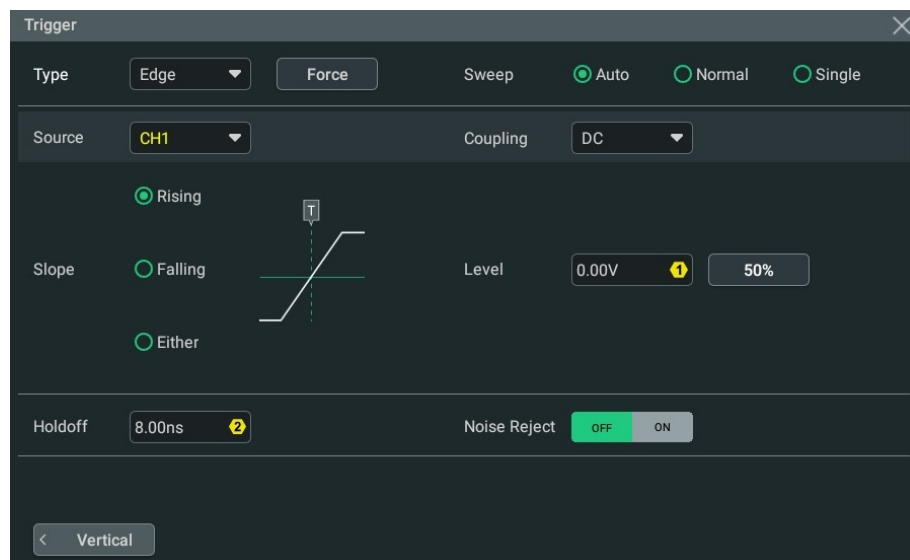 Trigger
Type Edge Force Sweep Auto Normal Single
Source CH1 Coupling DC
Rising
T
Slope Falling Level 0.00V 1 50%
Either
Holdoff 8.00ns 2 Noise Reject OFF ON
< Vertical